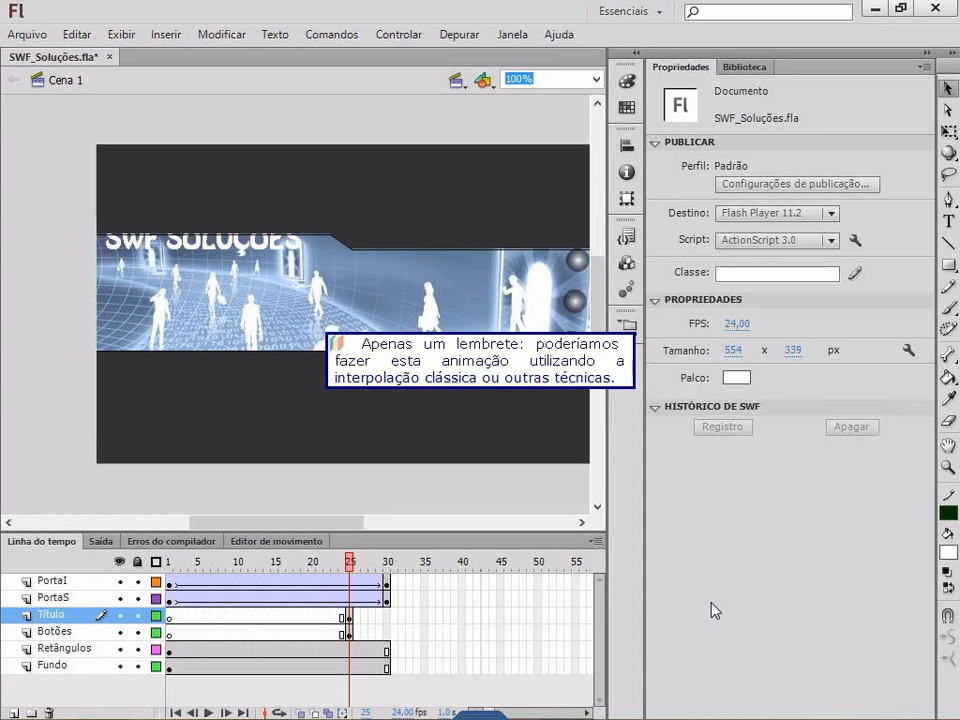 Fl
Essenciais
Arquivo Editar Exibir Inserir Modificar Texto Comandos Controlar Depurar Janela Ajuda
SWF_Soluções.fla* ×
Cena 1
100%
SWF SOLUÇÕES
Apenas um lembrete: poderíamos
fazer esta animação utilizando a
interpolação clássica ou outras técnicas.
Propriedades Biblioteca
Fl
Documento
SWF_Soluções.fla
PUBLICAR
Perfil: Padrão
Configurações de publicação...
Destino: Flash Player 11.2
Script: ActionScript 3.0
Classe:
PROPRIEDADES
FPS: 24,00
Tamanho: 554 x 339 px
Palco:
HISTÓRICO DE SWF
Registro Apagar
T
Linha do tempo Saída Erros do compilador Editor de movimento
1 5 10 15 20 25 30 35 40 45 50 55
PortaI
PortaS
Título
Botões
Retângulos
Fundo
25 24,00 fps 1,0 s